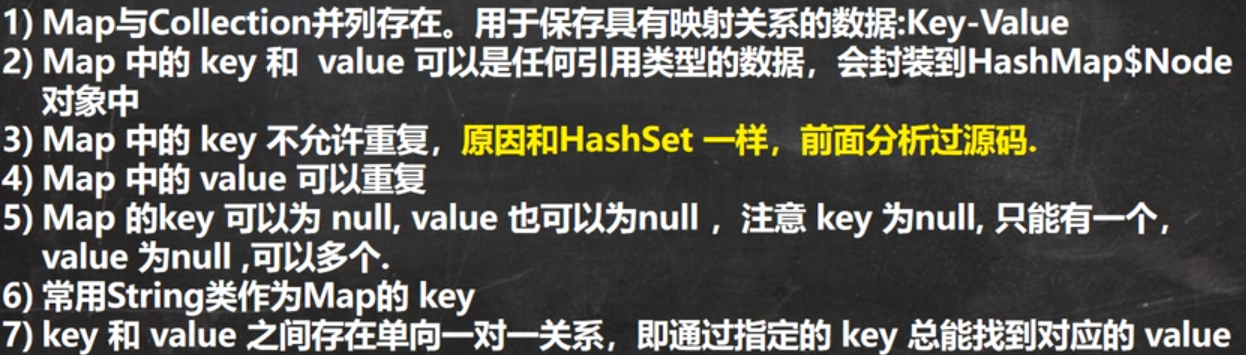 1) Map与Collection并列存在。用于保存具有映射关系的数据:Key-Value
2) Map 中的 key 和 value 可以是任何引用类型的数据，会封装到HashMap$Node
对象中
3) Map 中的 key 不允许重复，原因和HashSet 一样，前面分析过源码.
4) Map 中的 value 可以重复
5) Map 的key 可以为 null, value 也可以为null ，注意 key 为null, 只能有一个，
value 为null ,可以多个.
6) 常用String类作为Map的 key
7) key 和 value 之间存在单向一对一关系，即通过指定的 key 总能找到对应的 value